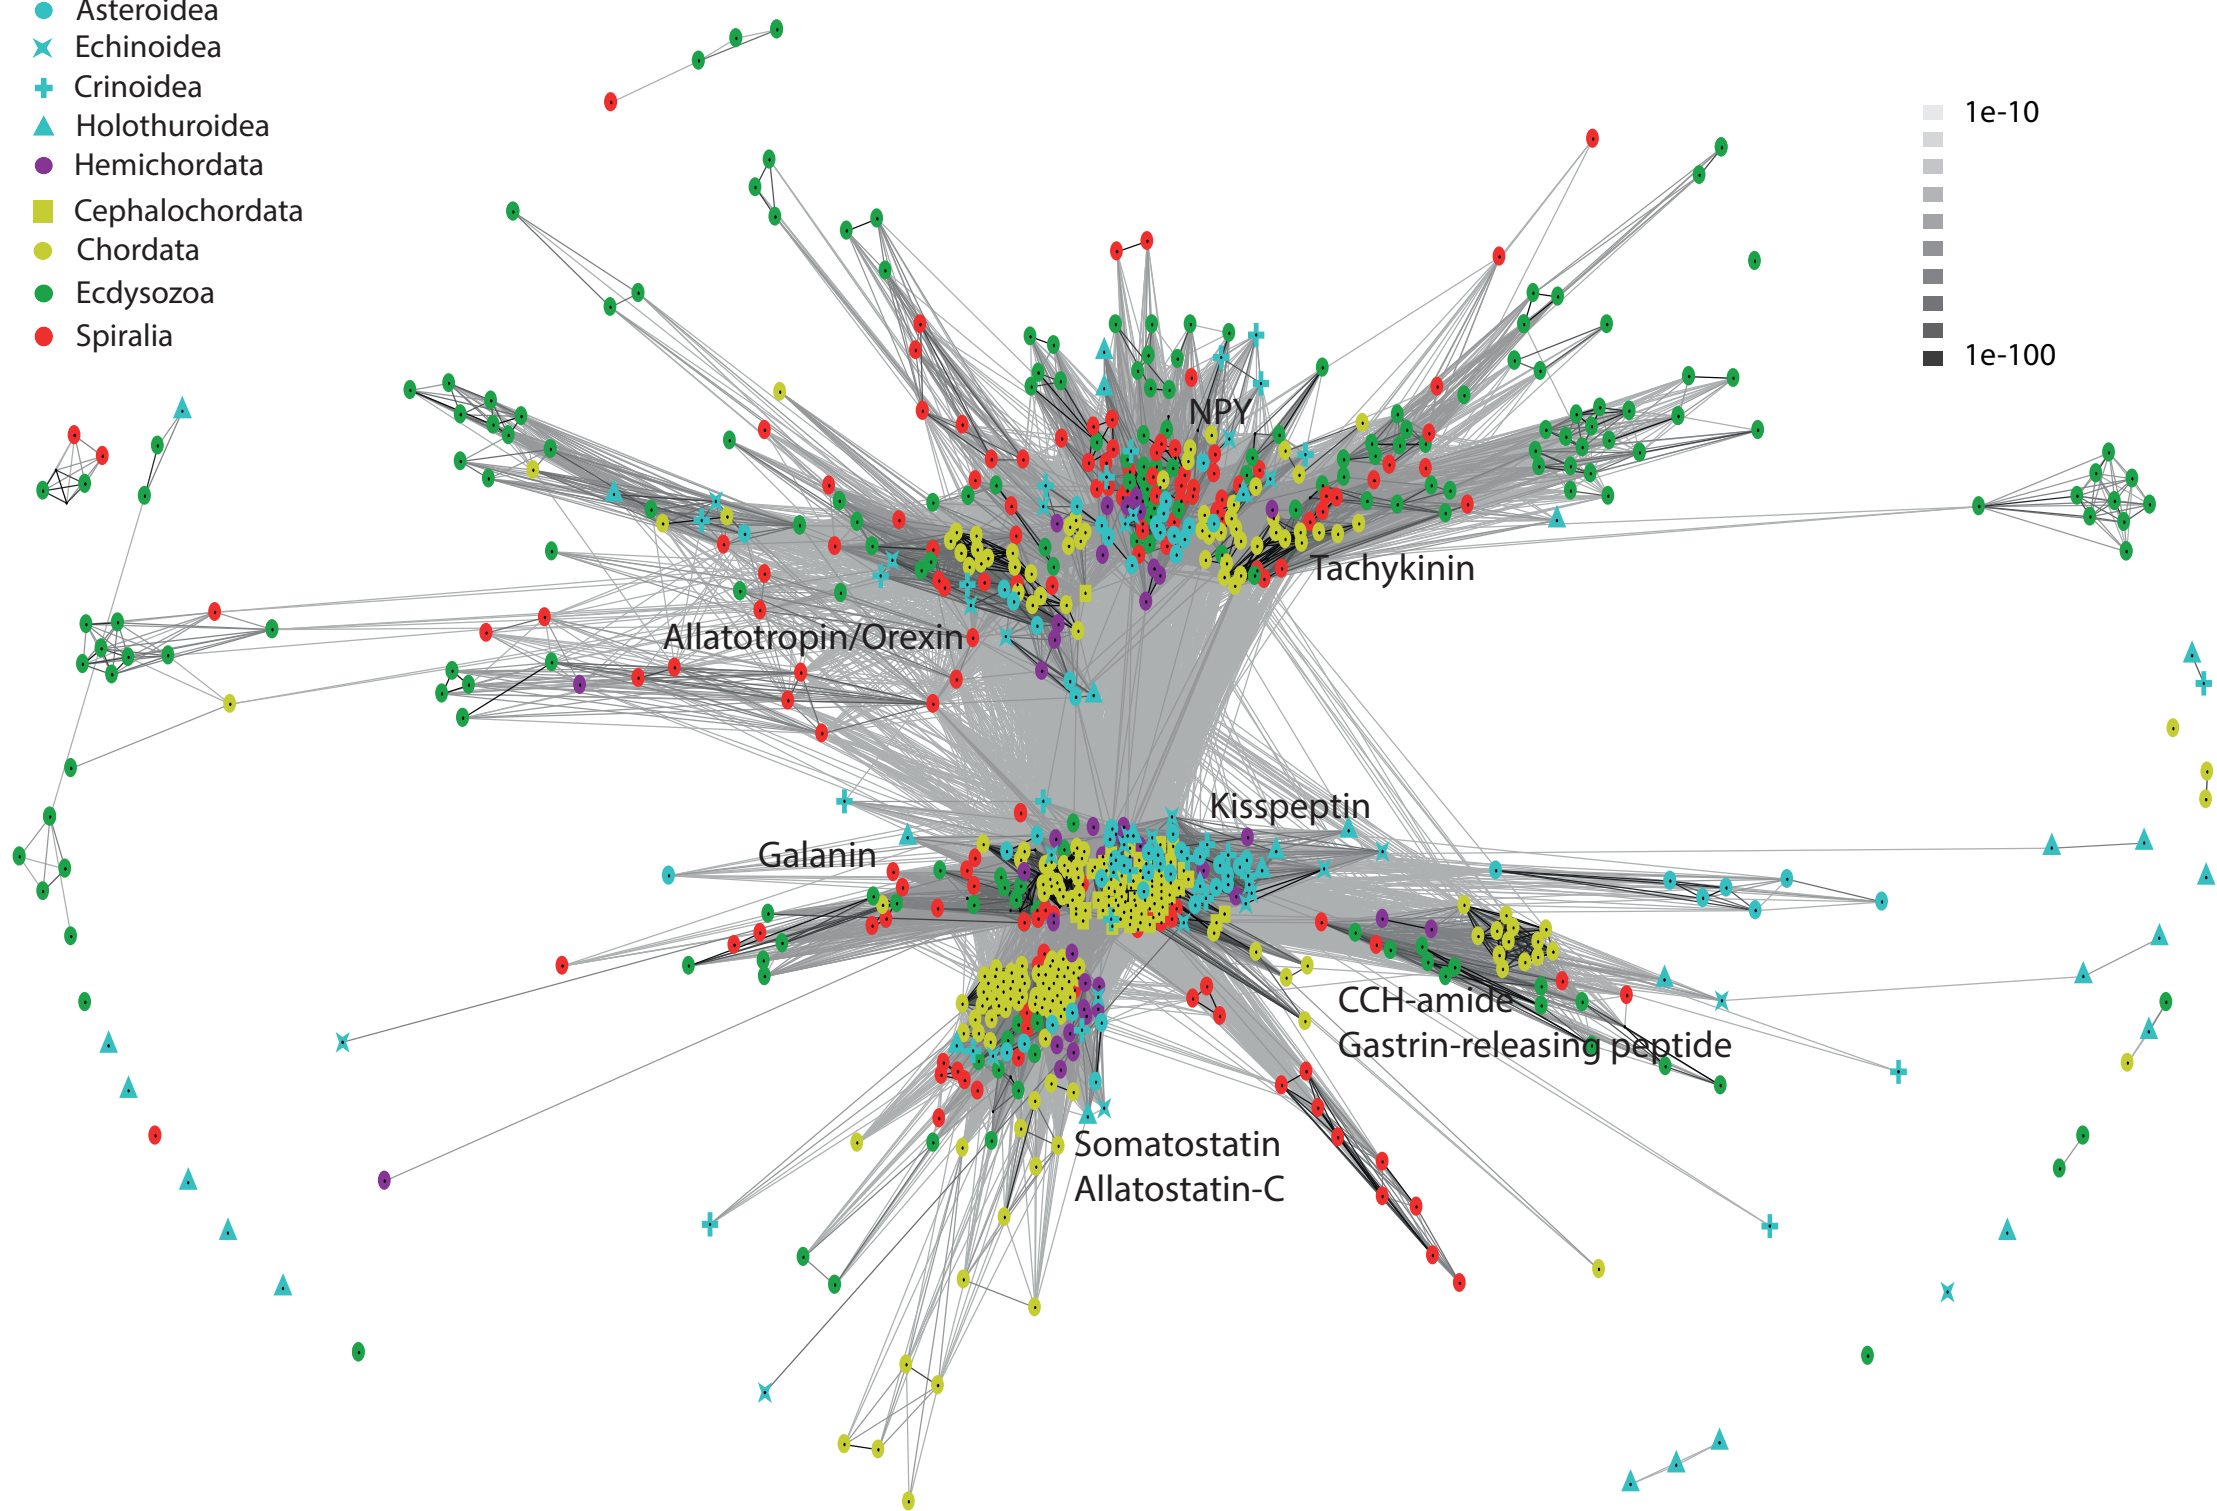 Asteroidea
Echinoidea
Crinoidea
Holothuroidea
Hemichordata
Cephalochordata
Chordata
Ecdysozoa
Spiralia
1e-10
1e-100
NPY
Tachykinin
Allatotropin/Orexin
Kisspeptin
Galanin
CCH-amide
Gastrin-releasing peptide
Somatostatin
Allatostatin-C